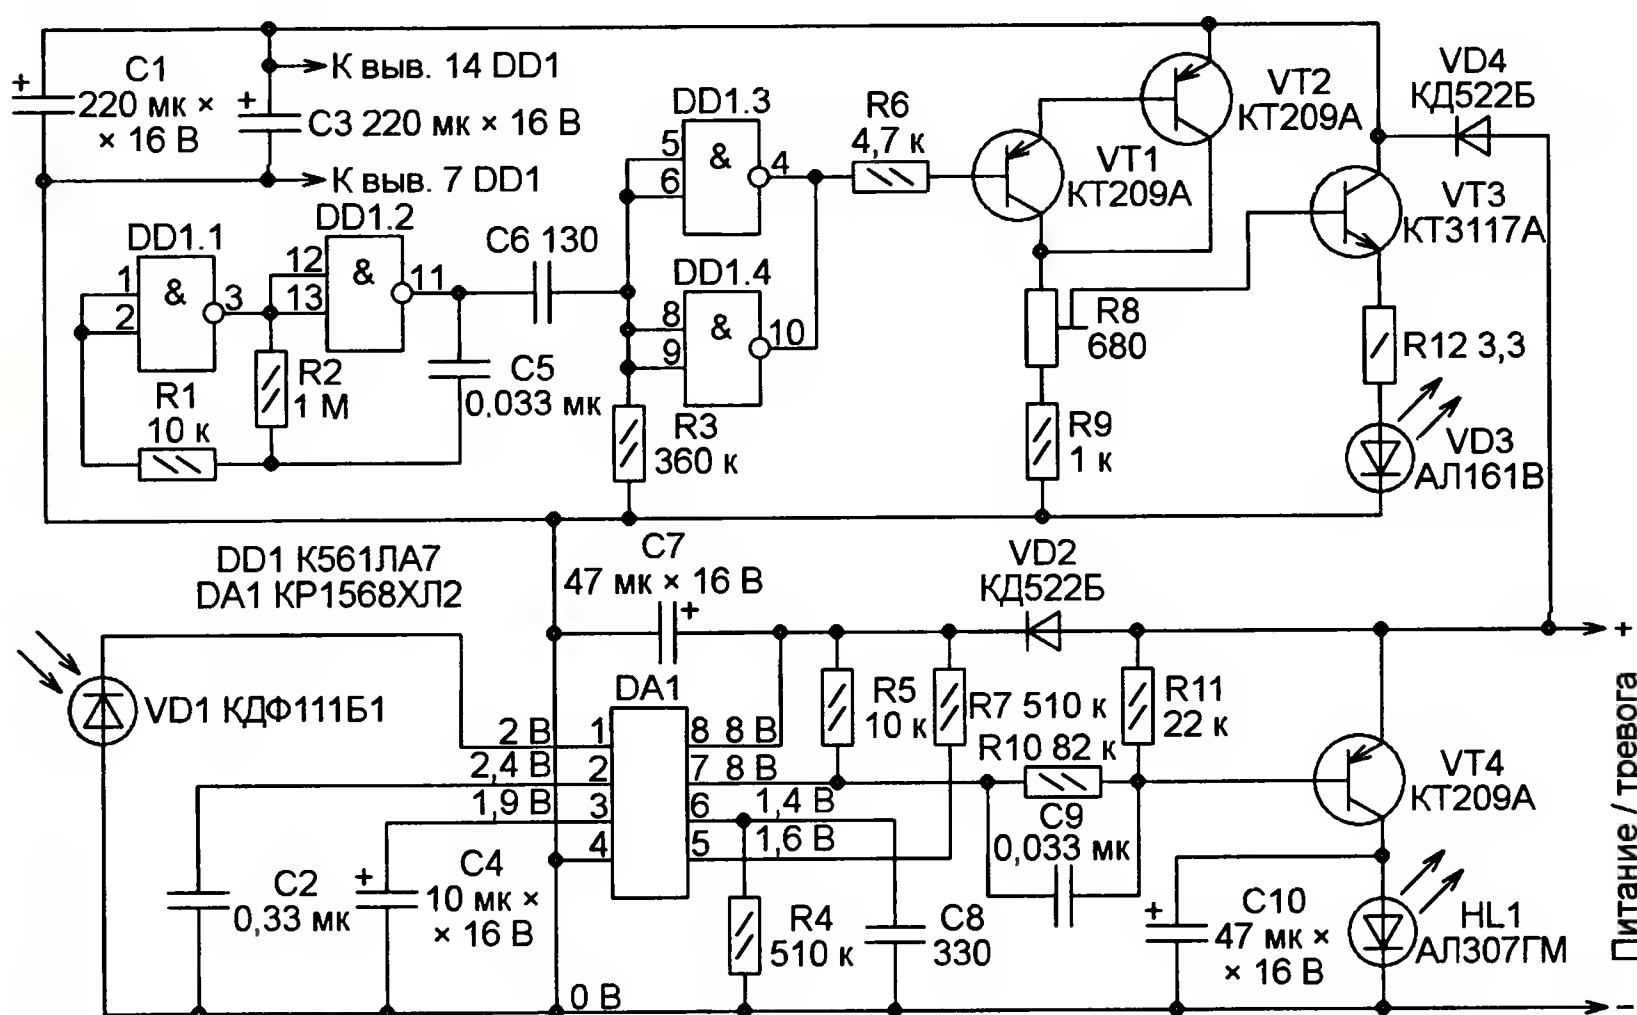 C1
220 мк ×
× 16 В
+
К выв. 14 DD1
+
C3 220 мк × 16 В
К выв. 7 DD1
DD1.1
1
2
&
3
DD1.2
12
13
&
11
R1
10 к
R2
1 М
C5
0,033 мк
C6 130
DD1.3
5
6
&
4
DD1.4
8
9
&
10
R3
360 к
R6
4,7 к
VT1
КТ209А
VT2
КТ209А
R8
680
R9
1 к
VD4
КД522Б
VT3
КТ3117А
R12 3,3
VD3
АЛ161В
DD1 К561ЛА7
DA1 КР1568ХЛ2
C7
47 мк × 16 В
+
VD2
КД522Б
+
VD1 КДФ111Б1
DA1
2 В
1
2,4 В
2
1,9 В
3
4
8
8 В
7
8 В
6
1,4 В
5
1,6 В
C2
0,33 мк
+
C4
10 мк ×
× 16 В
0 В
R4
510 к
C8
330
R5
10 к
R7 510 к
R10 82 к
C9
0,033 мк
R11
22 к
VT4
КТ209А
+
C10
47 мк ×
× 16 В
HL1
АЛ307ГМ
Питание / тревога
–